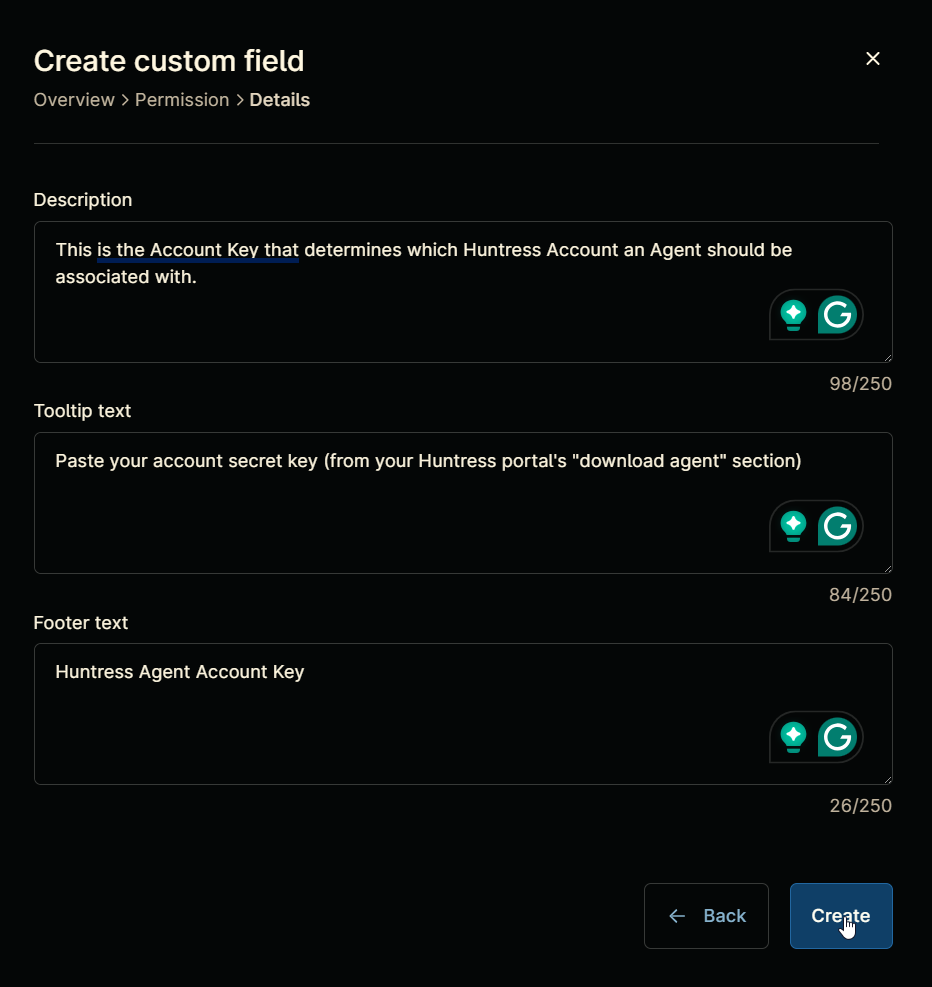 Create custom field
Overview > Permission > Details
Description
This is the Account Key that determines which Huntress Account an Agent should be
associated with.
98/250
Tooltip text
Paste your account secret key (from your Huntress portal's "download agent" section)
84/250
Footer text
Huntress Agent Account Key
26/250
← Back
Create